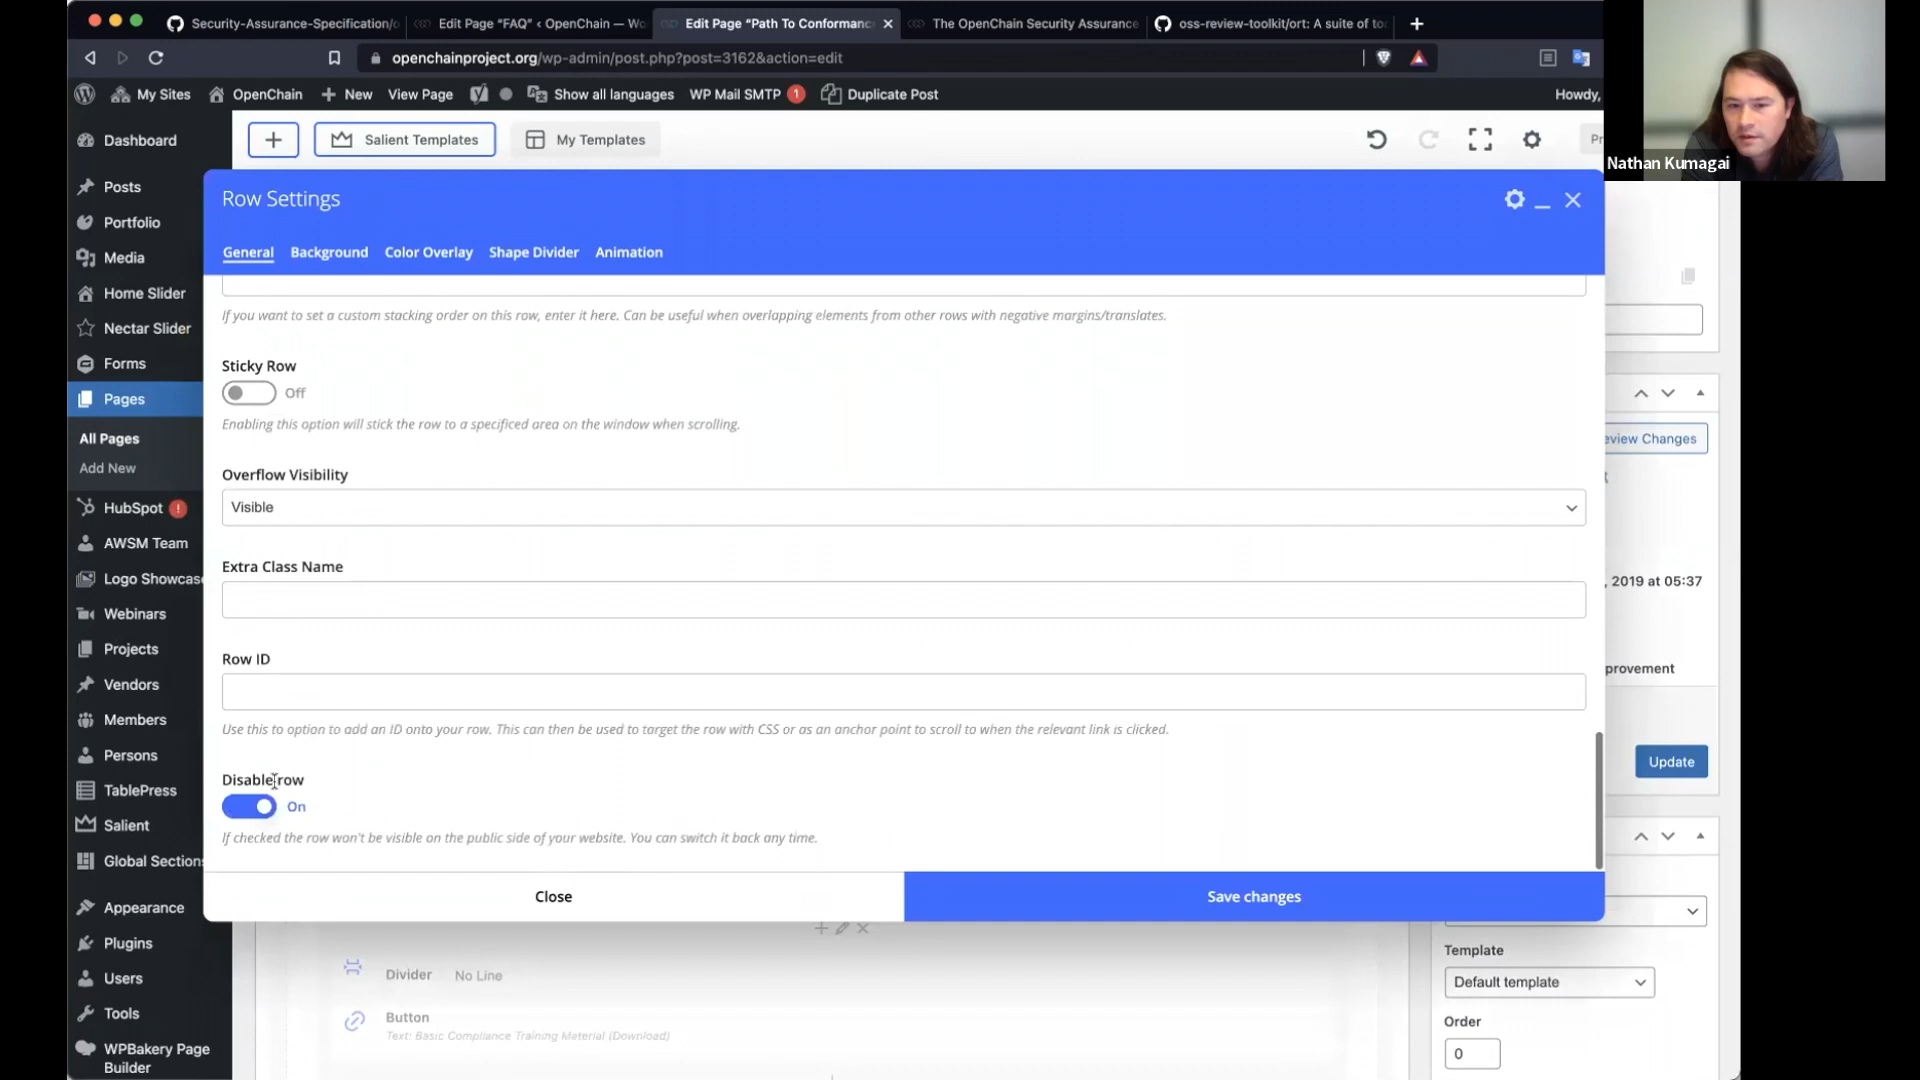 Security-Assurance-Specification/
Edit Page “FAQ” ‹ OpenChain — Wo
Edit Page “Path To Conformanc
The OpenChain Security Assurance
oss-review-toolkit/ort: A suite of to
openchainproject.org/wp-admin/post.php?post=3162&action=edit
My Sites
OpenChain
New
View Page
Show all languages
WP Mail SMTP 1
Duplicate Post
Howdy,
Nathan Kumagai
Dashboard
Posts
Portfolio
Media
Home Slider
Nectar Slider
Forms
Pages
All Pages
Add New
HubSpot !
AWSM Team
Logo Showcase
Webinars
Projects
Vendors
Members
Persons
TablePress
Salient
Global Sections
Appearance
Plugins
Users
Tools
WPBakery Page
Builder
Salient Templates
My Templates
Pr
Row Settings
General
Background
Color Overlay
Shape Divider
Animation
If you want to set a custom stacking order on this row, enter it here. Can be useful when overlapping elements from other rows with negative margins/translates.
Sticky Row
Off
Enabling this option will stick the row to a specificed area on the window when scrolling.
Overflow Visibility
Visible
Extra Class Name
Row ID
Use this to option to add an ID onto your row. This can then be used to target the row with CSS or as an anchor point to scroll to when the relevant link is clicked.
Disable row
On
If checked the row won't be visible on the public side of your website. You can switch it back any time.
Close
Save changes
Divider No Line
Button
Text: Basic Compliance Training Material (Download)
eview Changes
, 2019 at 05:37
provement
Update
Template
Default template
Order
0